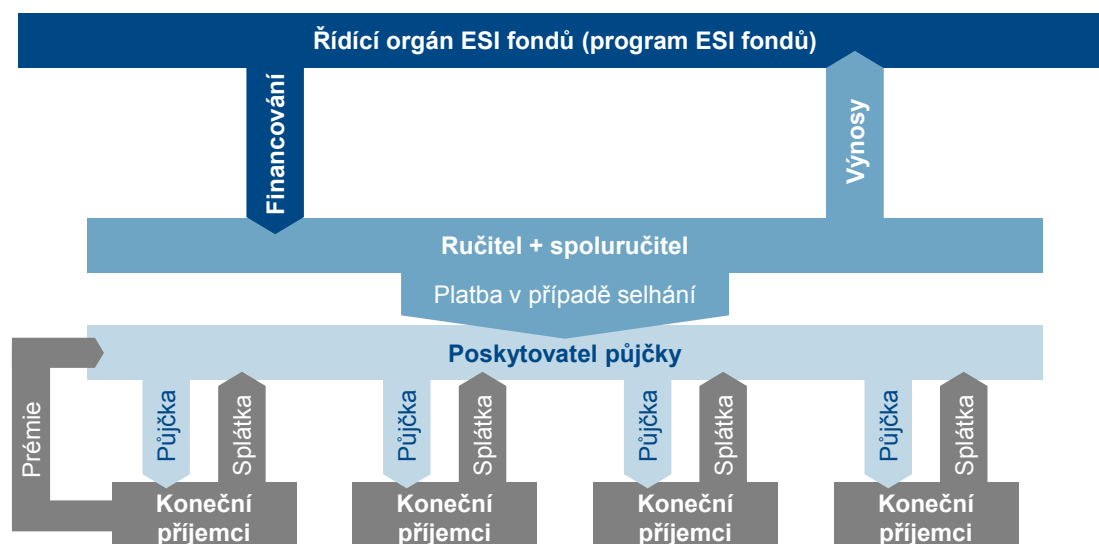 Řídící orgán ESI fondů (program ESI fondů)
Financování
Výnosy
Ručitel + spoluručitel
Platba v případě selhání
Poskytovatel půjčky
Prémie
Půjčka
Splátka
Půjčka
Splátka
Půjčka
Splátka
Půjčka
Splátka
Koneční
příjemci
Koneční
příjemci
Koneční
příjemci
Koneční
příjemci